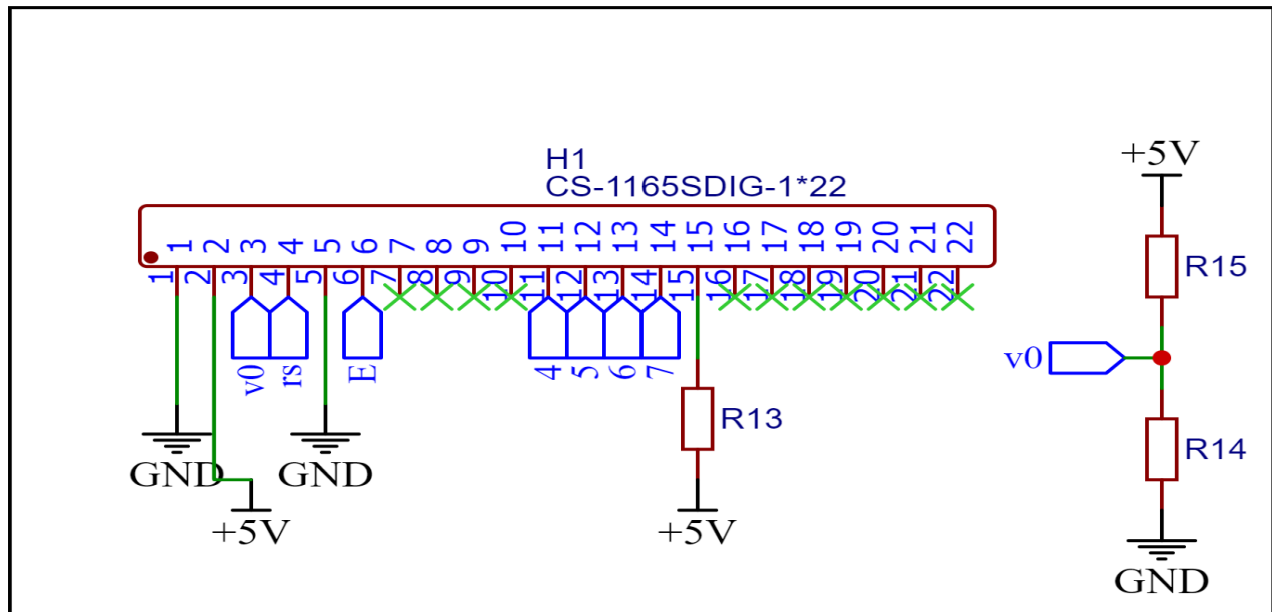 H1
CS-1165SDIG-1*22
1 2 3 4 5 6 7 8 9 10 11 12 13 14 15 16 17 18 19 20 21 22
1 2 3 4 5 6 7 8 9 10 11 12 13 14 15 16 17 18 19 20 21 22
v0 rs E 4 5 6 7
R13
GND GND
+5V +5V
+5V
R15
v0
R14
GND